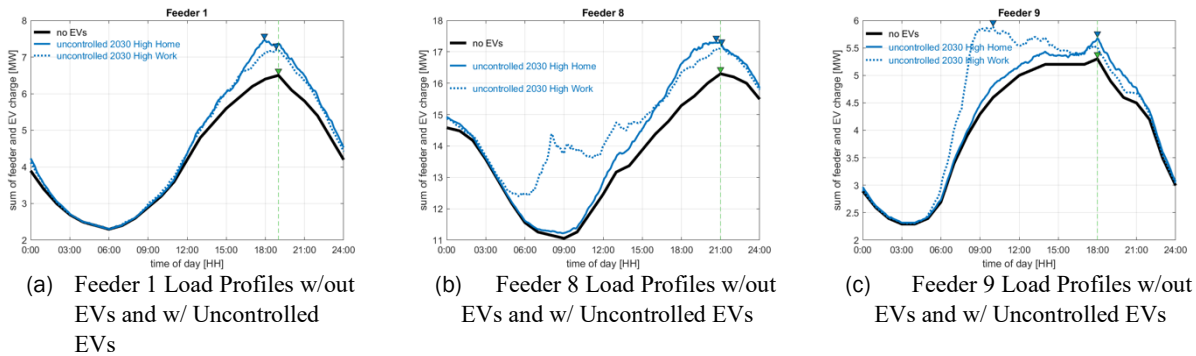 Feeder 1
sum of feeder and EV charge [MW]
8
7
6
5
4
3
2
no EVs
uncontrolled 2030 High Home
uncontrolled 2030 High Work
0:00 03:00 06:00 09:00 12:00 15:00 18:00 21:00 24:00
time of day [HH]
(a) Feeder 1 Load Profiles w/out
EVs and w/ Uncontrolled
EVs
Feeder 8
sum of feeder and EV charge [MW]
18
17
16
15
14
13
12
11
no EVs
uncontrolled 2030 High Home
uncontrolled 2030 High Work
0:00 03:00 06:00 09:00 12:00 15:00 18:00 21:00 24:00
time of day [HH]
(b) Feeder 8 Load Profiles w/out
EVs and w/ Uncontrolled EVs
Feeder 9
sum of feeder and EV charge [MW]
6
5.5
5
4.5
4
3.5
3
2.5
2
no EVs
uncontrolled 2030 High Home
uncontrolled 2030 High Work
0:00 03:00 06:00 09:00 12:00 15:00 18:00 21:00 24:00
time of day [HH]
(c) Feeder 9 Load Profiles w/out
EVs and w/ Uncontrolled EVs